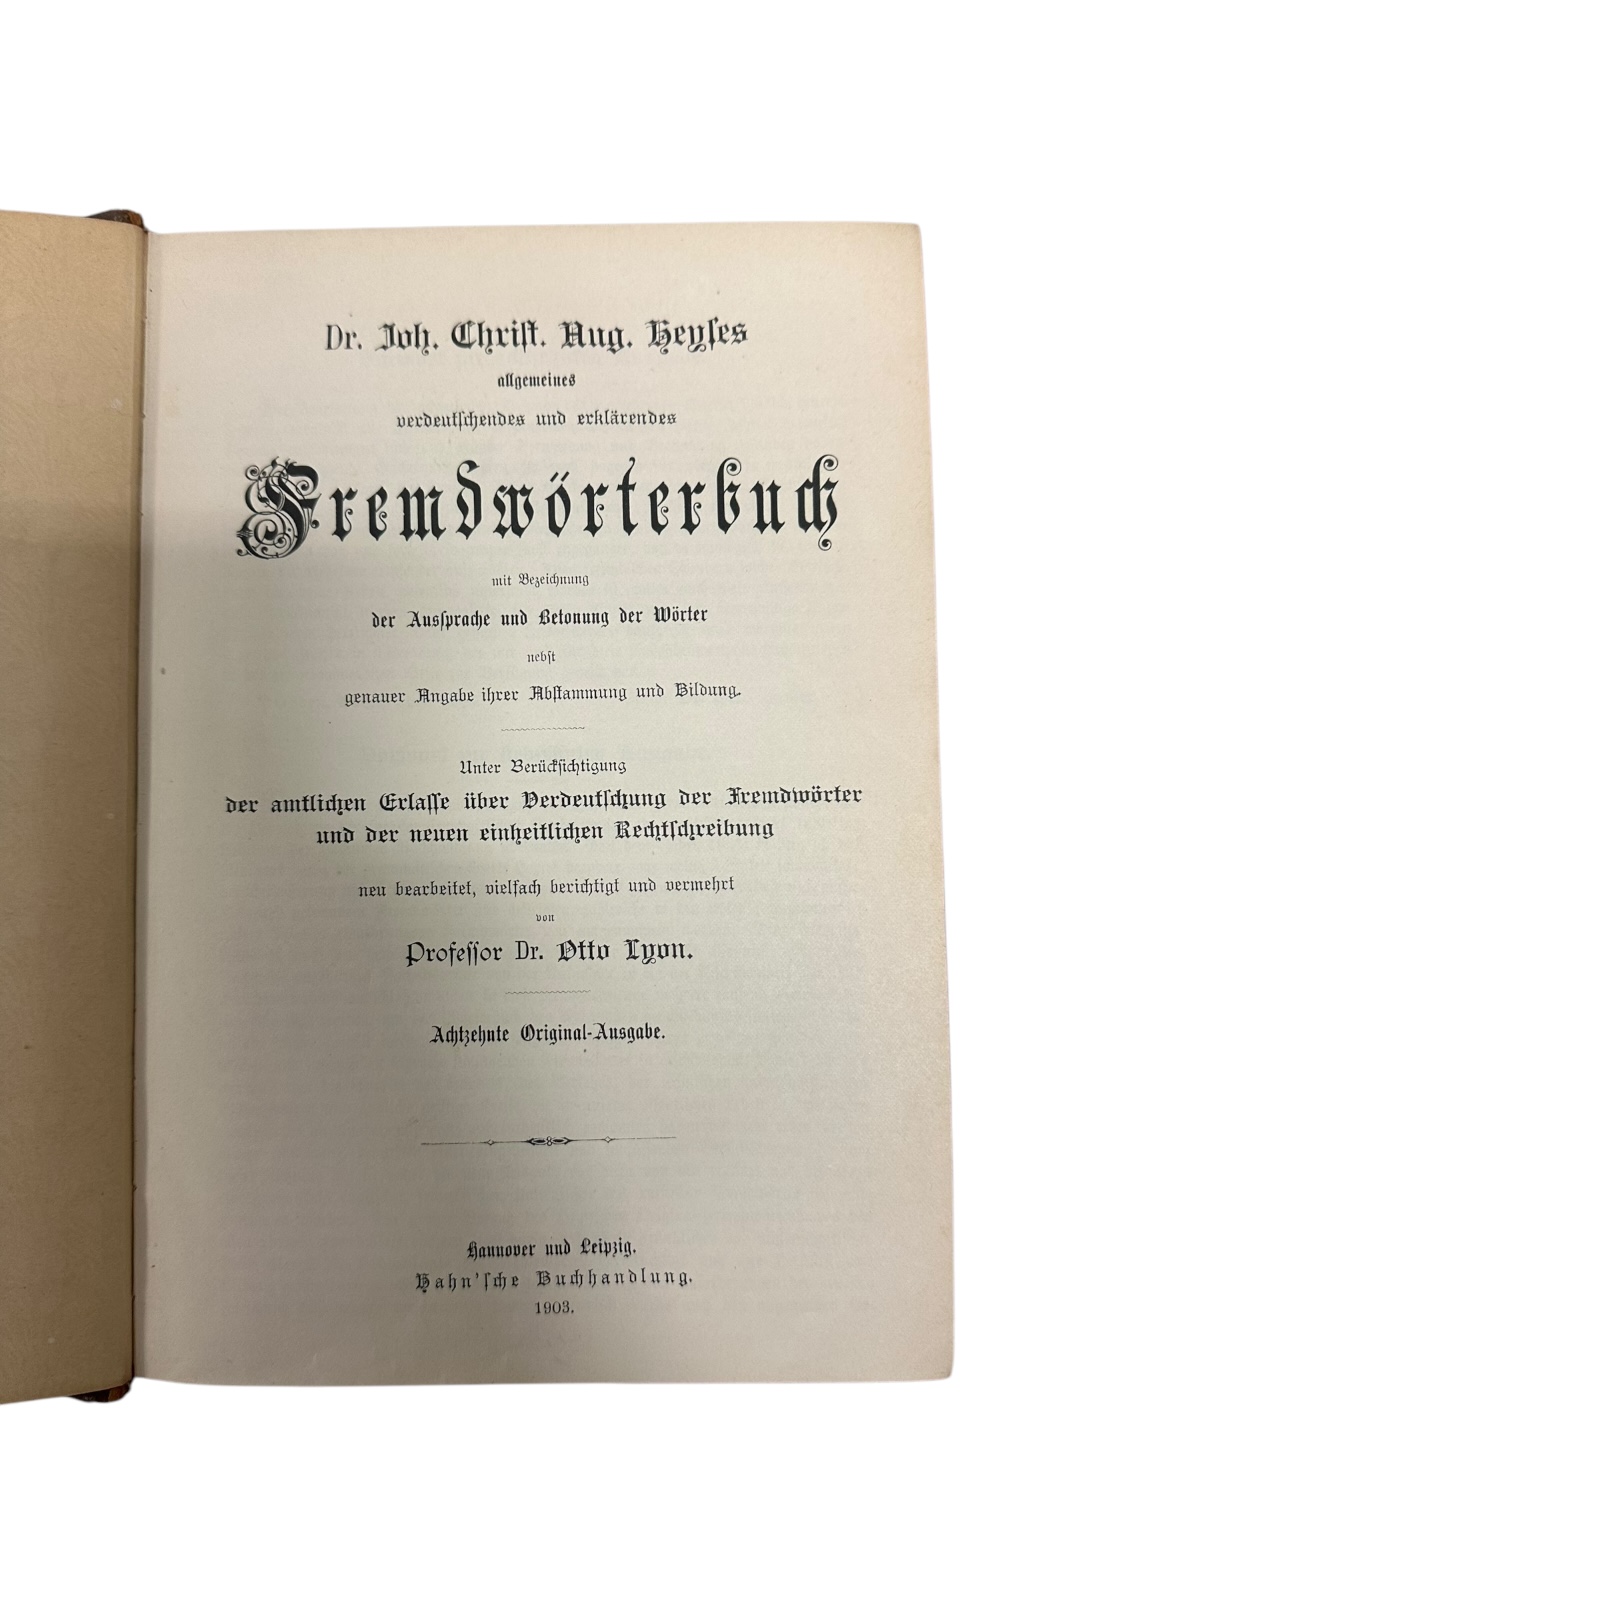 Dr. Joh. Chriſt. Aug. Heyſes
allgemeines
verdeutſchendes und erklärendes
Fremdwörterbuch
mit Bezeichnung
der Ausſprache und Betonung der Wörter
nebſt
genauer Angabe ihrer Abſtammung und Bildung.
Unter Berückſichtigung
der amtlichen Erlaſſe über Verdeutſchung der Fremdwörter
und der neuen einheitlichen Rechtſchreibung
neu bearbeitet, vielfach berichtigt und vermehrt
von
Profeſſor Dr. Otto Lyon.
Achtzehnte Original-Ausgabe.
Hannover und Leipzig.
Hahn'ſche Buchhandlung.
1903.